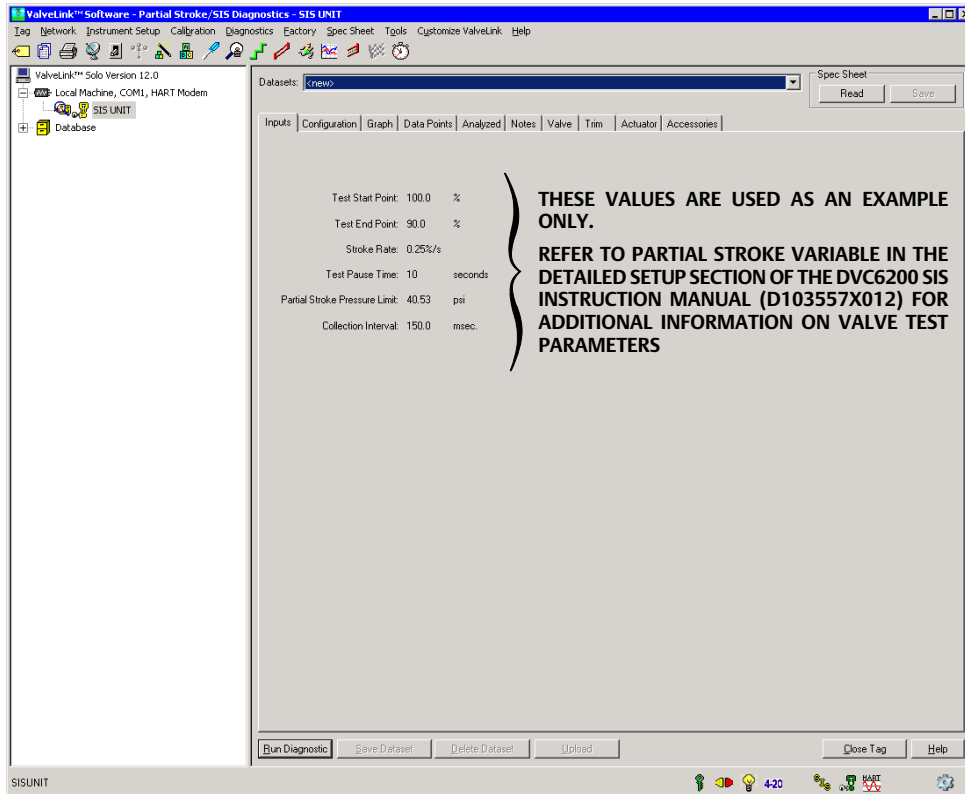 ValveLink™ Software - Partial Stroke/SIS Diagnostics - SIS UNIT
Tag Network Instrument Setup Calibration Diagnostics Factory Spec Sheet Tools Customize ValveLink Help
ValveLink™ Solo Version 12.0
Local Machine, COM1, HART Modem
SIS UNIT
Database
Datasets: <new>
Spec Sheet
Read Save
Inputs Configuration Graph Data Points Analyzed Notes Valve Trim Actuator Accessories
Test Start Point: 100.0 %
Test End Point: 90.0 %
Stroke Rate: 0.25%/s
Test Pause Time: 10 seconds
Partial Stroke Pressure Limit: 40.53 psi
Collection Interval: 150.0 msec.
THESE VALUES ARE USED AS AN EXAMPLE
ONLY.
REFER TO PARTIAL STROKE VARIABLE IN THE
DETAILED SETUP SECTION OF THE DVC6200 SIS
INSTRUCTION MANUAL (D103557X012) FOR
ADDITIONAL INFORMATION ON VALVE TEST
PARAMETERS
Run Diagnostic Save Dataset Delete Dataset Upload Close Tag Help
SISUNIT
4-20
HART